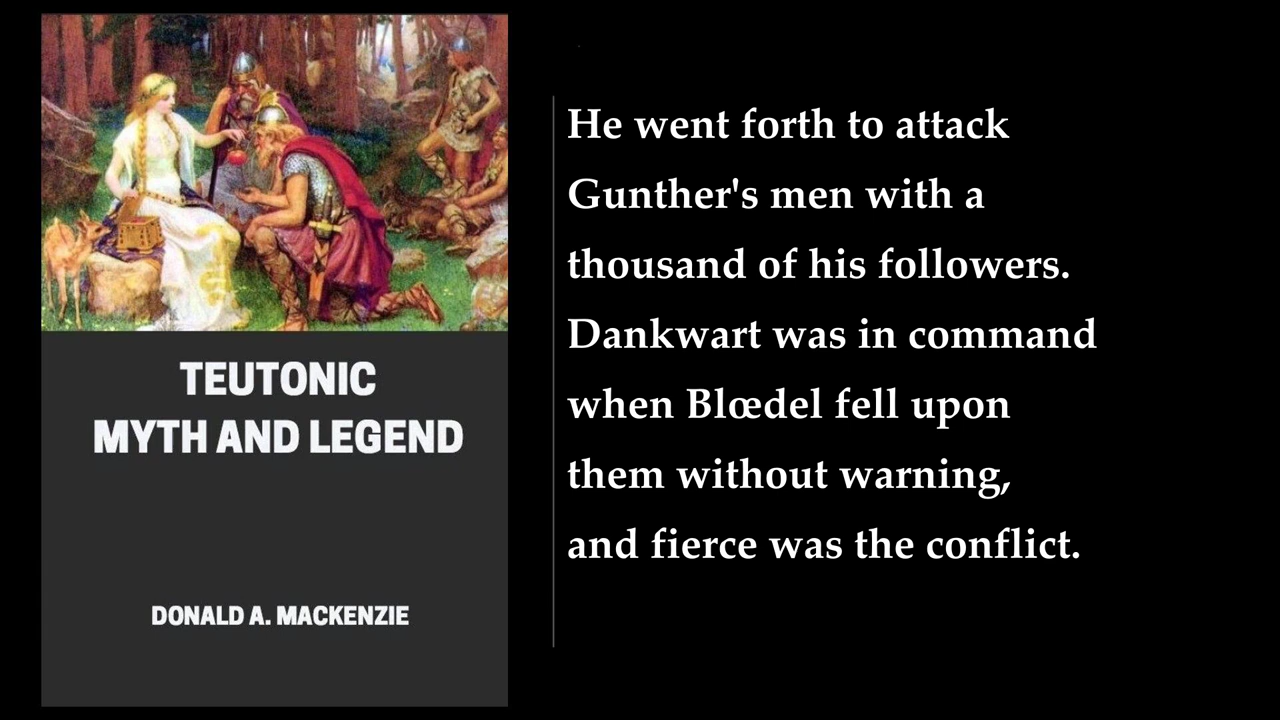 TEUTONIC
MYTH AND LEGEND
DONALD A. MACKENZIE
He went forth to attack
Gunther's men with a
thousand of his followers.
Dankwart was in command
when Blœdel fell upon
them without warning,
and fierce was the conflict.